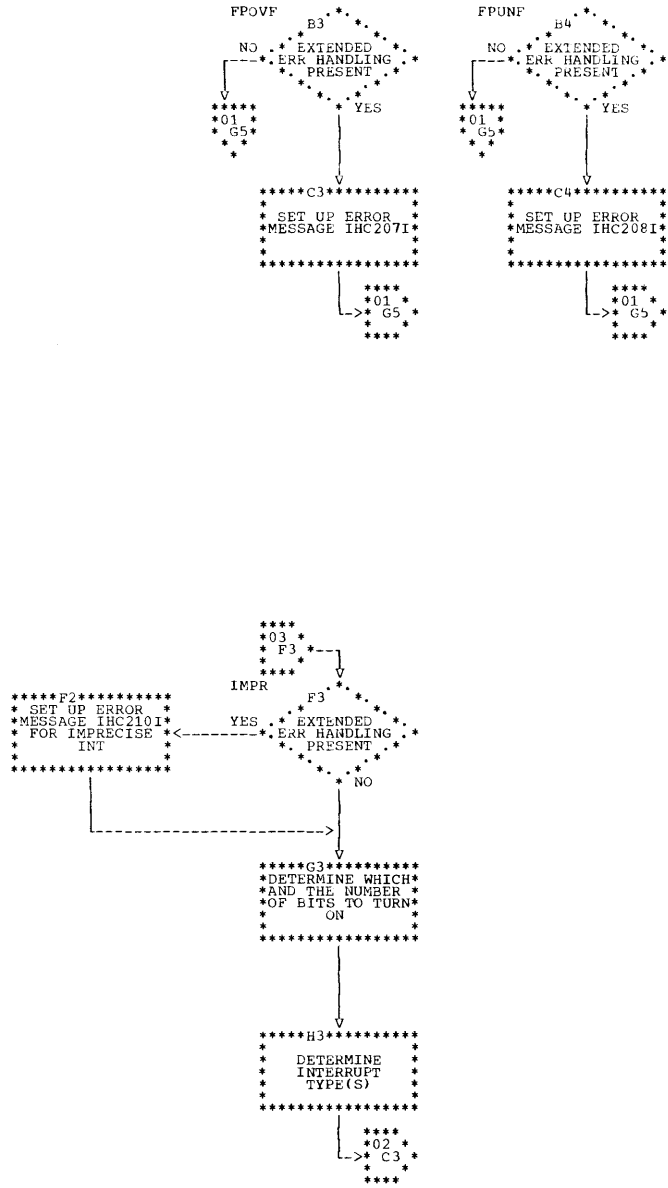 FPOVF
B3
NO
EXTENDED
ERR HANDLING
PRESENT
YES
01
G5
C3
SET UP ERROR
MESSAGE IHC207I
01
G5
FPUNF
B4
NO
EXTENDED
ERR HANDLING
PRESENT
YES
01
G5
C4
SET UP ERROR
MESSAGE IHC208I
01
G5
03
F3
IMPR
F3
EXTENDED
ERR HANDLING
PRESENT
YES
NO
F2
SET UP ERROR
MESSAGE IHC210I
FOR IMPRECISE
INT
G3
DETERMINE WHICH
AND THE NUMBER
OF BITS TO TURN
ON
H3
DETERMINE
INTERRUPT
TYPE(S)
02
C3